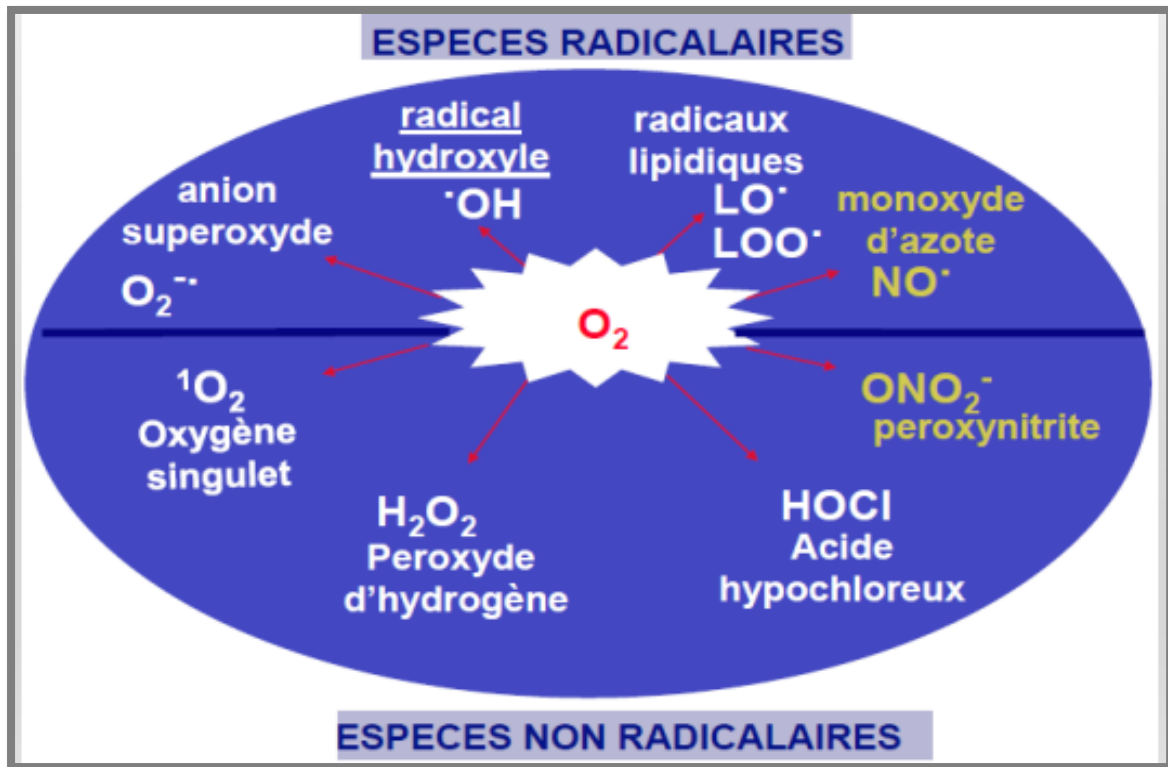 ESPECES RADICALAIRES
radical
hydroxyle
˙OH
radicaux
lipidiques
LO˙
LOO˙
anion
superoxyde
O₂⁻˙
monoxyde
d'azote
NO˙
O₂
¹O₂
Oxygène
singulet
ONO₂⁻
peroxynitrite
H₂O₂
Peroxyde
d'hydrogène
HOCl
Acide
hypochloreux
ESPECES NON RADICALAIRES